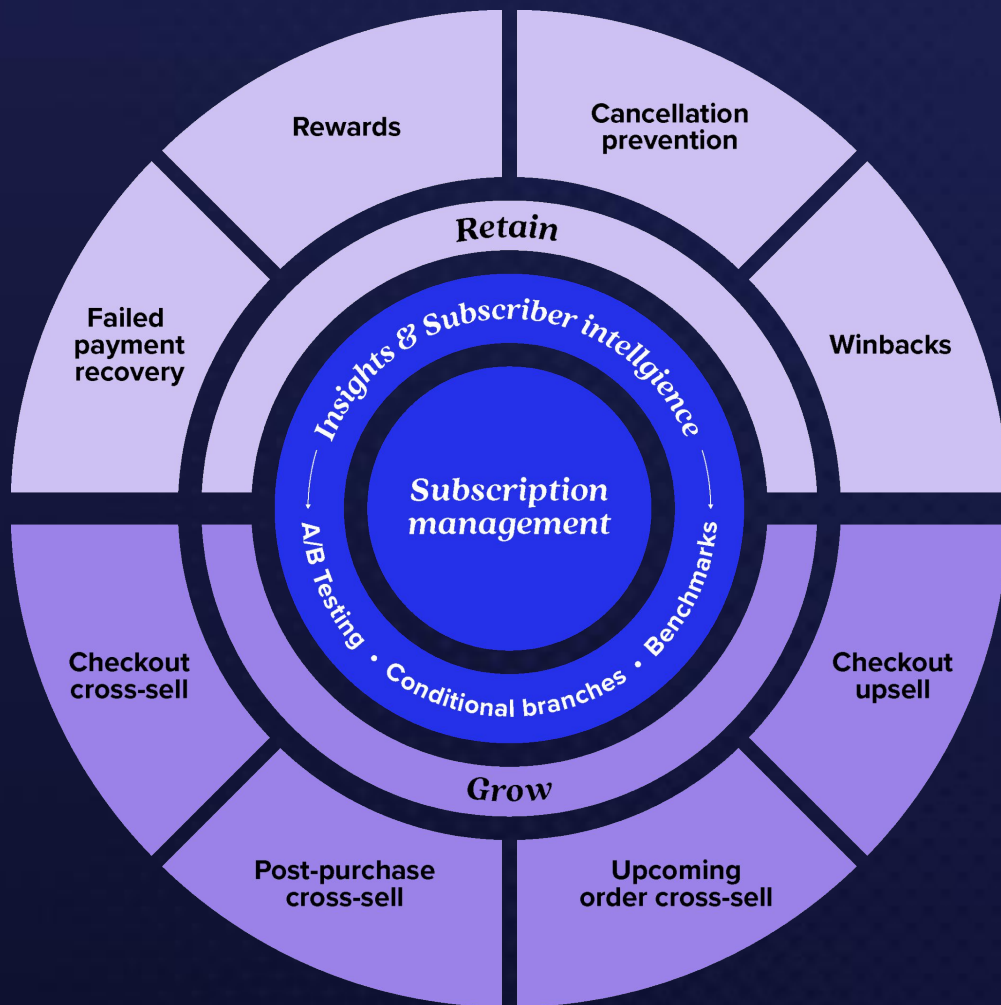 Rewards
Cancellation
prevention
Failed
payment
recovery
Winbacks
Retain
Insights & Subscriber intellgience
Subscription
management
A/B Testing • Conditional branches • Benchmarks
Grow
Checkout
cross-sell
Checkout
upsell
Post-purchase
cross-sell
Upcoming
order cross-sell